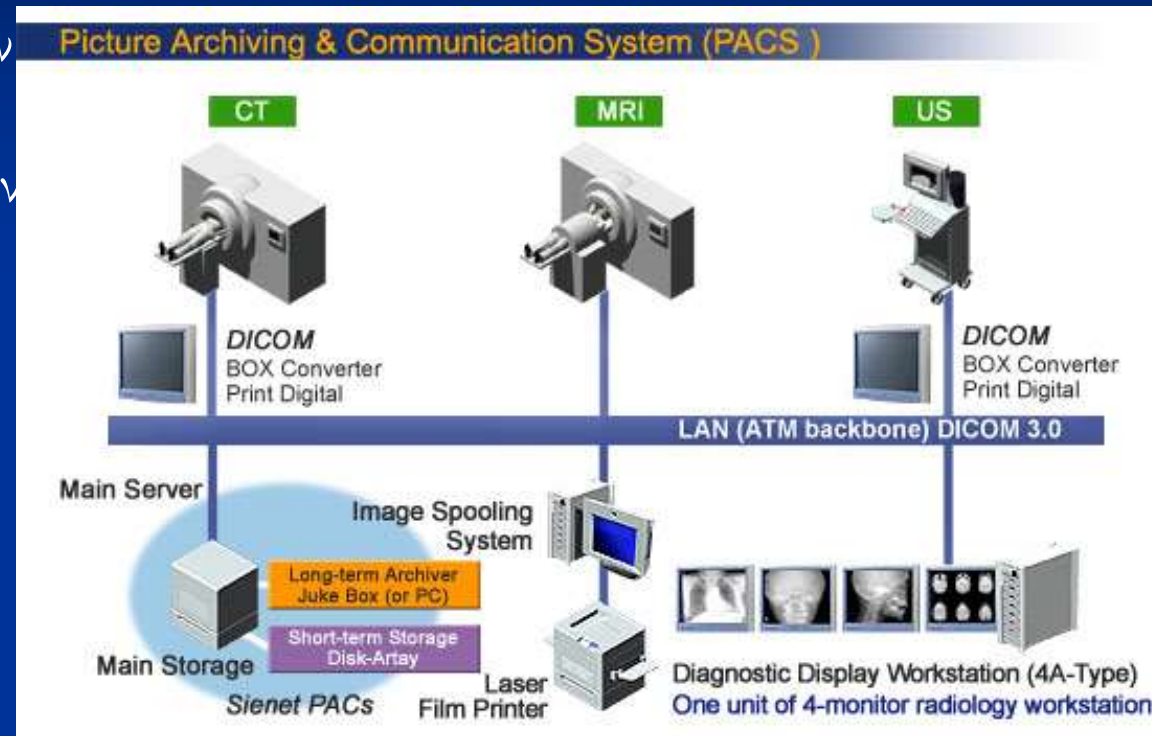 Picture Archiving & Communication System (PACS )
CT
MRI
US
DICOM
BOX Converter
Print Digital
DICOM
BOX Converter
Print Digital
LAN (ATM backbone) DICOM 3.0
Main Server
Image Spooling
System
Long-term Archiver
Juke Box (or PC)
Short-term Storage
Disk-Artay
Main Storage
Sienet PACs
Laser
Film Printer
Diagnostic Display Workstation (4A-Type)
One unit of 4-monitor radiology workstation